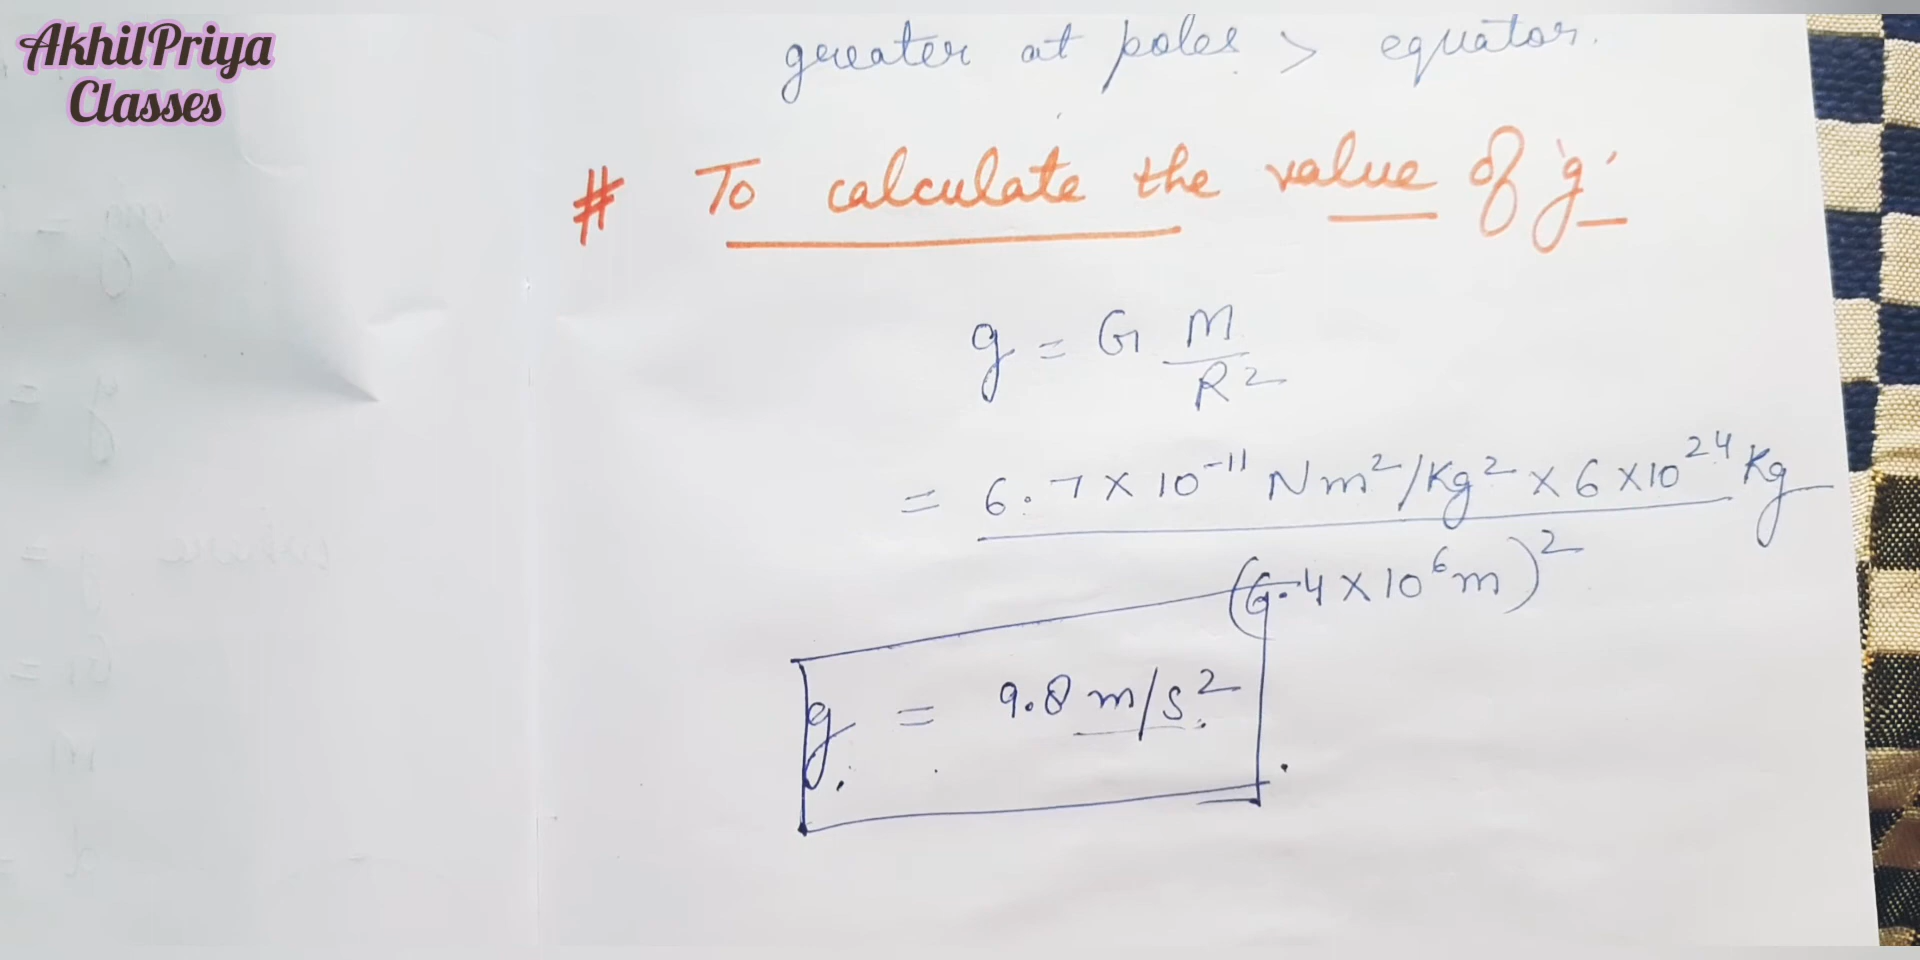 AkhilPriya
Classes
greater at poles > equator.
# To calculate the value of 'g'
g = G M
R²
= 6.7 × 10⁻¹¹ Nm²/Kg² × 6 × 10²⁴ Kg
(6.4 × 10⁶ m)²
g = 9.8 m/s².